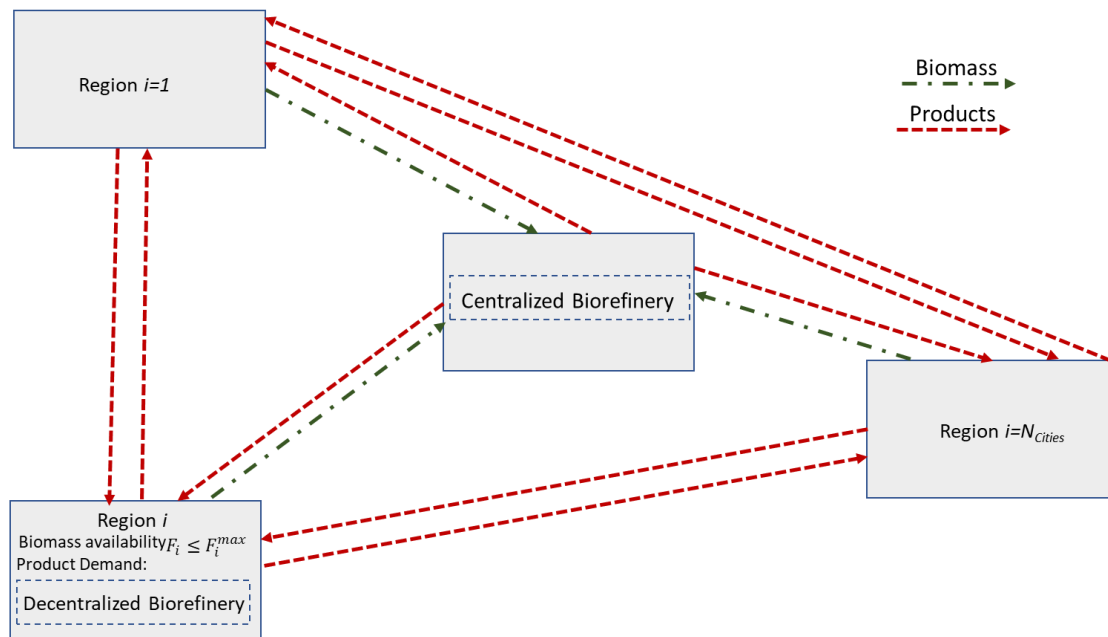 Region i=1
Biomass
Products
Centralized Biorefinery
Region i=N_Cities
Region i
Biomass availability F_i ≤ F_i^max
Product Demand:
Decentralized Biorefinery